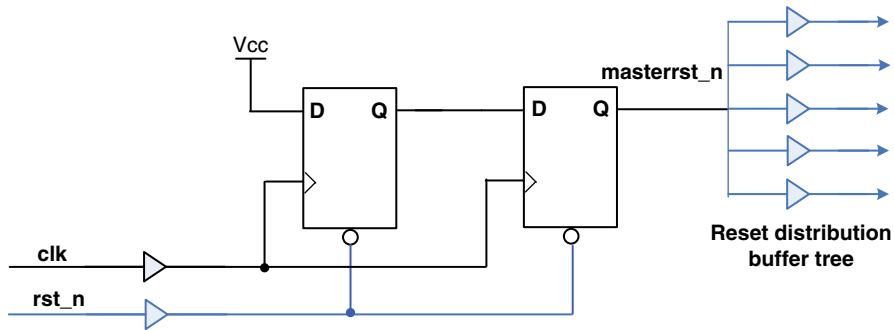 Vcc
masterrst_n
D
Q
D
Q
Reset distribution
buffer tree
clk
rst_n